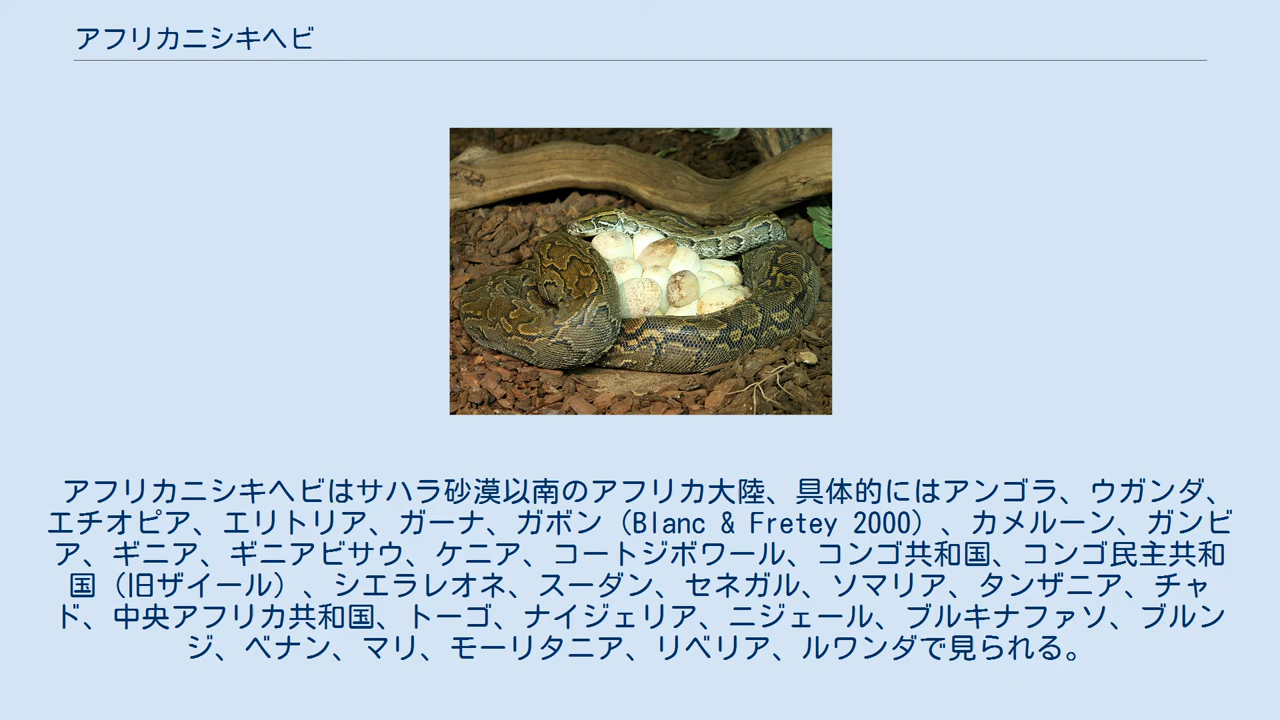 アフリカニシキヘビ
アフリカニシキヘビはサハラ砂漠以南のアフリカ大陸、具体的にはアンゴラ、ウガンダ、
エチオピア、エリトリア、ガーナ、ガボン（Blanc & Fretey 2000）、カメルーン、ガンビ
ア、ギニア、ギニアビサウ、ケニア、コートジボワール、コンゴ共和国、コンゴ民主共和
国（旧ザイール）、シエラレオネ、スーダン、セネガル、ソマリア、タンザニア、チャ
ド、中央アフリカ共和国、トーゴ、ナイジェリア、ニジェール、ブルキナファソ、ブルン
ジ、ベナン、マリ、モーリタニア、リベリア、ルワンダで見られる。